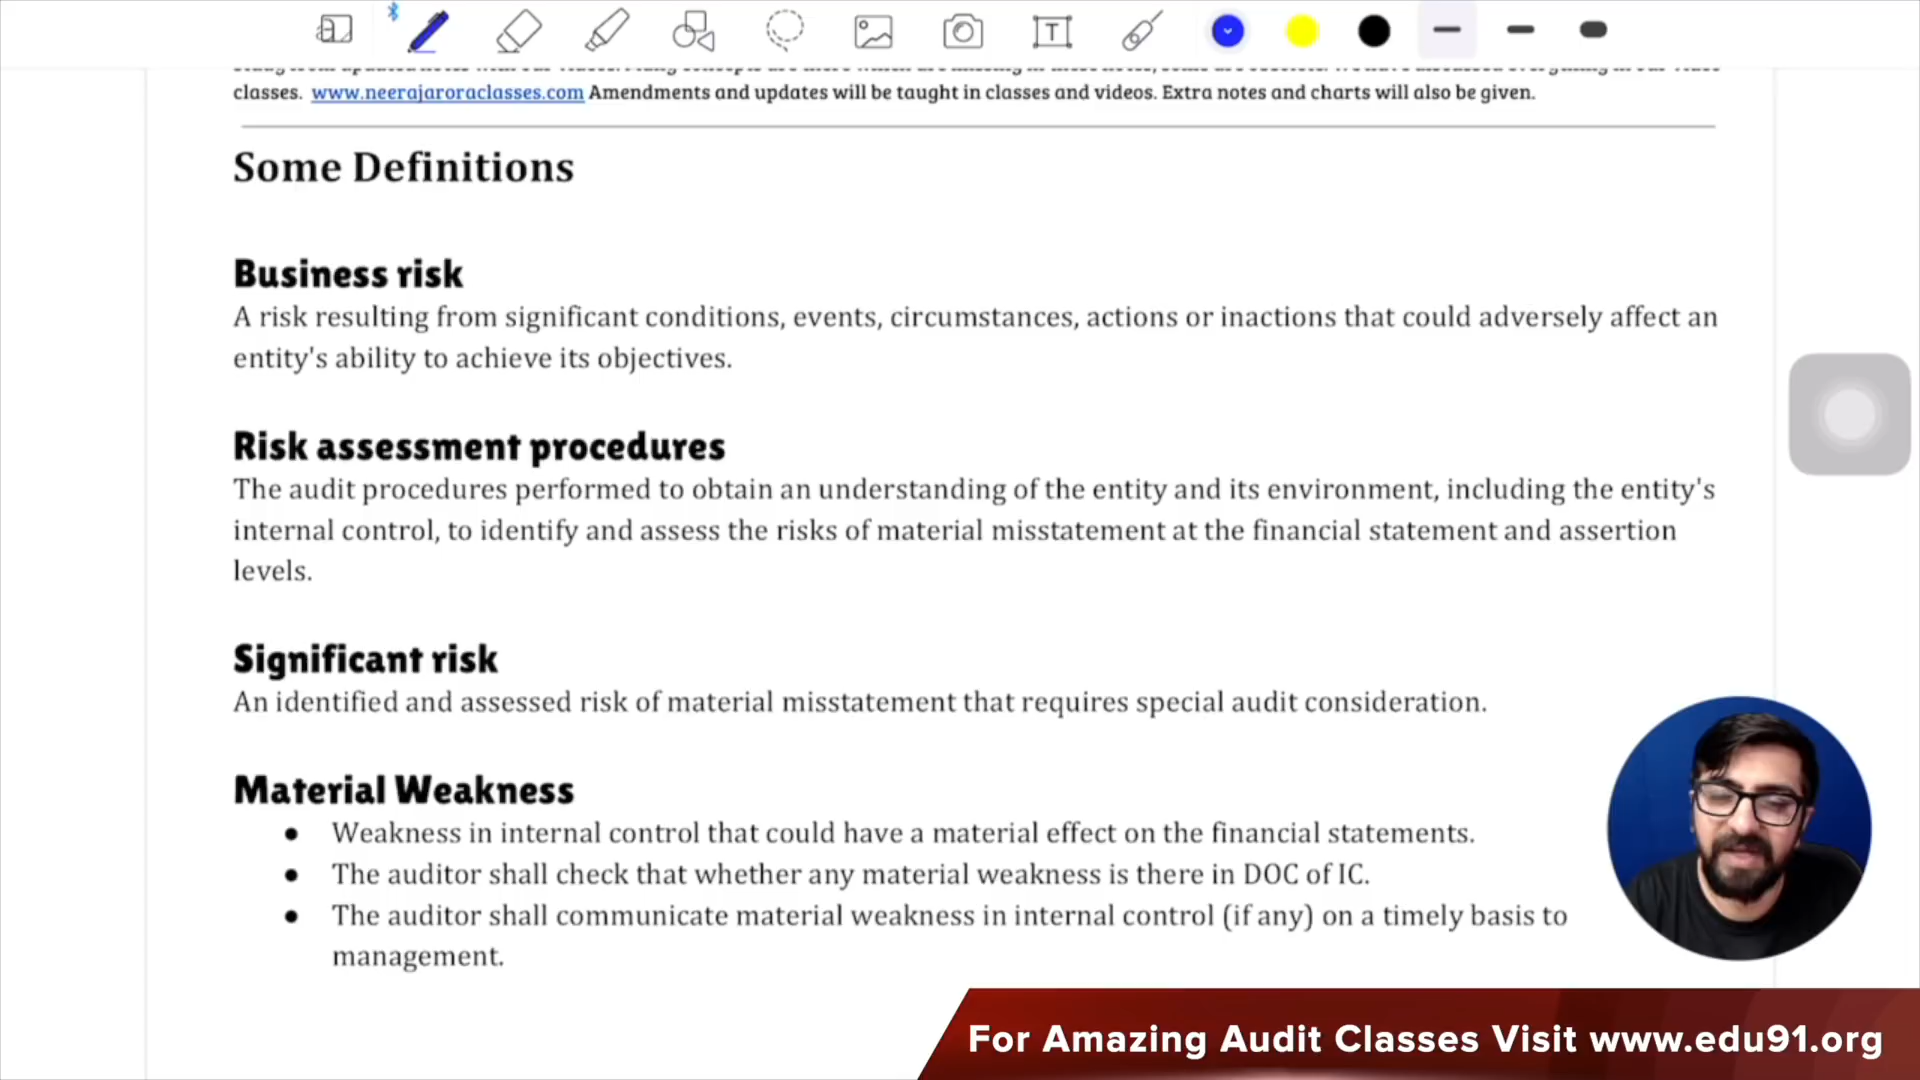 classes. www.neerajaroraclasses.com Amendments and updates will be taught in classes and videos. Extra notes and charts will also be given.
Some Definitions
Business risk
A risk resulting from significant conditions, events, circumstances, actions or inactions that could adversely affect an
entity's ability to achieve its objectives.
Risk assessment procedures
The audit procedures performed to obtain an understanding of the entity and its environment, including the entity's
internal control, to identify and assess the risks of material misstatement at the financial statement and assertion
levels.
Significant risk
An identified and assessed risk of material misstatement that requires special audit consideration.
Material Weakness
● Weakness in internal control that could have a material effect on the financial statements.
● The auditor shall check that whether any material weakness is there in DOC of IC.
● The auditor shall communicate material weakness in internal control (if any) on a timely basis to
management.
For Amazing Audit Classes Visit www.edu91.org